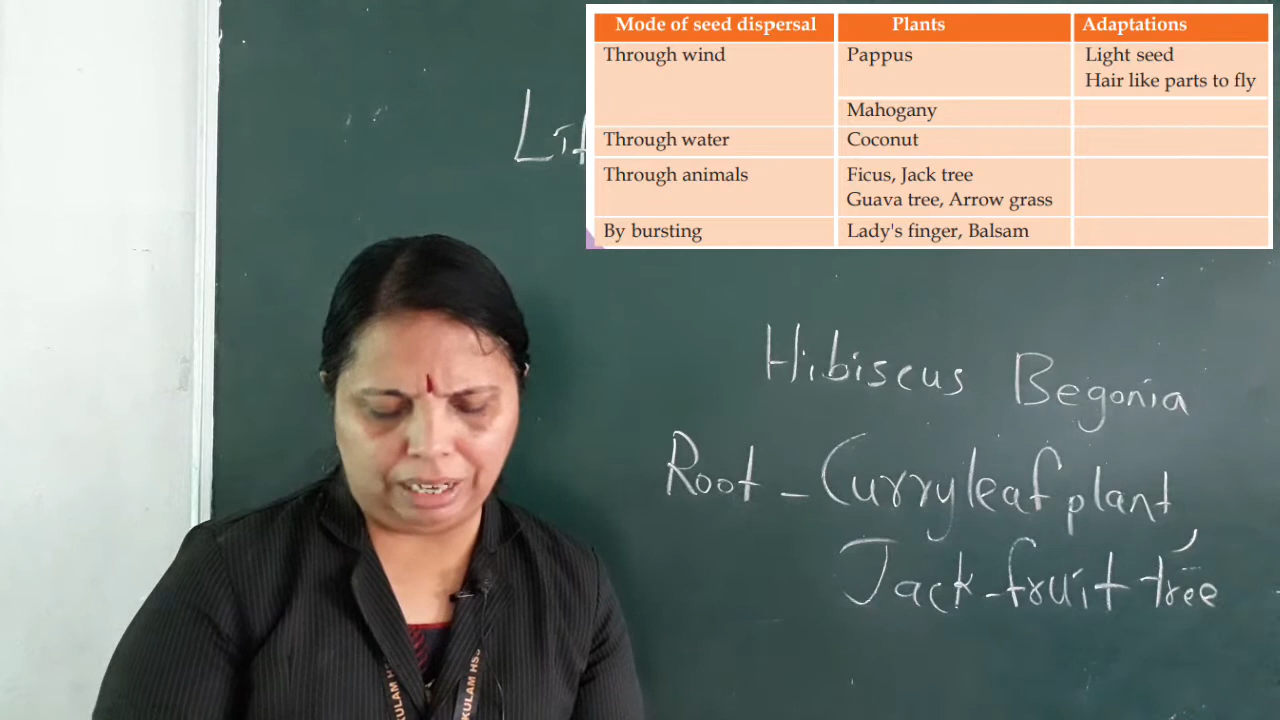 Mode of seed dispersal Plants Adaptations
Through wind Pappus Light seed
Hair like parts to fly
Mahogany
Through water Coconut
Through animals Ficus, Jack tree
Guava tree, Arrow grass
By bursting Lady's finger, Balsam
Hibiscus Begonia
Root - Curryleaf plant,
Jack-fruit tree
KULAM HSS